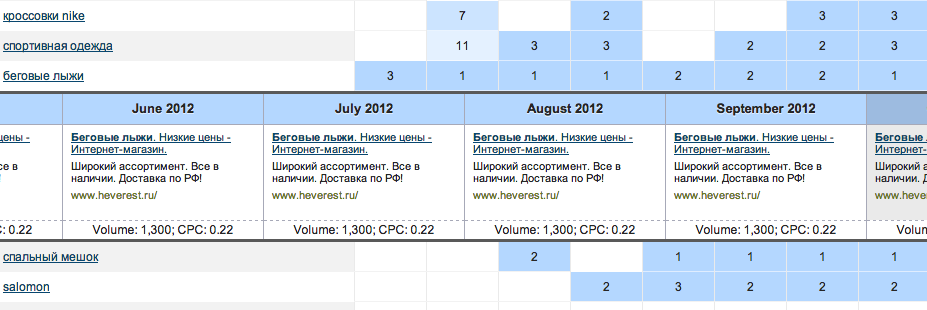 кроссовки nike 7 2 3 3
спортивная одежда 11 3 3 2 2 3
беговые лыжи 3 1 1 1 2 2 2 1
June 2012 July 2012 August 2012 September 2012
цены - Беговые лыжи. Низкие цены - Беговые лыжи. Низкие цены - Беговые лыжи. Низкие цены - Беговые лыжи. Низкие цены - Беговые л
Интернет-магазин. Интернет-магазин. Интернет-магазин. Интернет-магазин. Интернет-
се в Широкий ассортимент. Все в Широкий ассортимент. Все в Широкий ассортимент. Все в Широкий ассортимент. Все в Широкий
! наличии. Доставка по РФ! наличии. Доставка по РФ! наличии. Доставка по РФ! наличии. Доставка по РФ! наличии.
www.heverest.ru/ www.heverest.ru/ www.heverest.ru/ www.heverest.ru/ www.heve
C: 0.22 Volume: 1,300; CPC: 0.22 Volume: 1,300; CPC: 0.22 Volume: 1,300; CPC: 0.22 Volume: 1,300; CPC: 0.22 Volum
спальный мешок 2 1 1 1 1
salomon 2 3 2 2 2